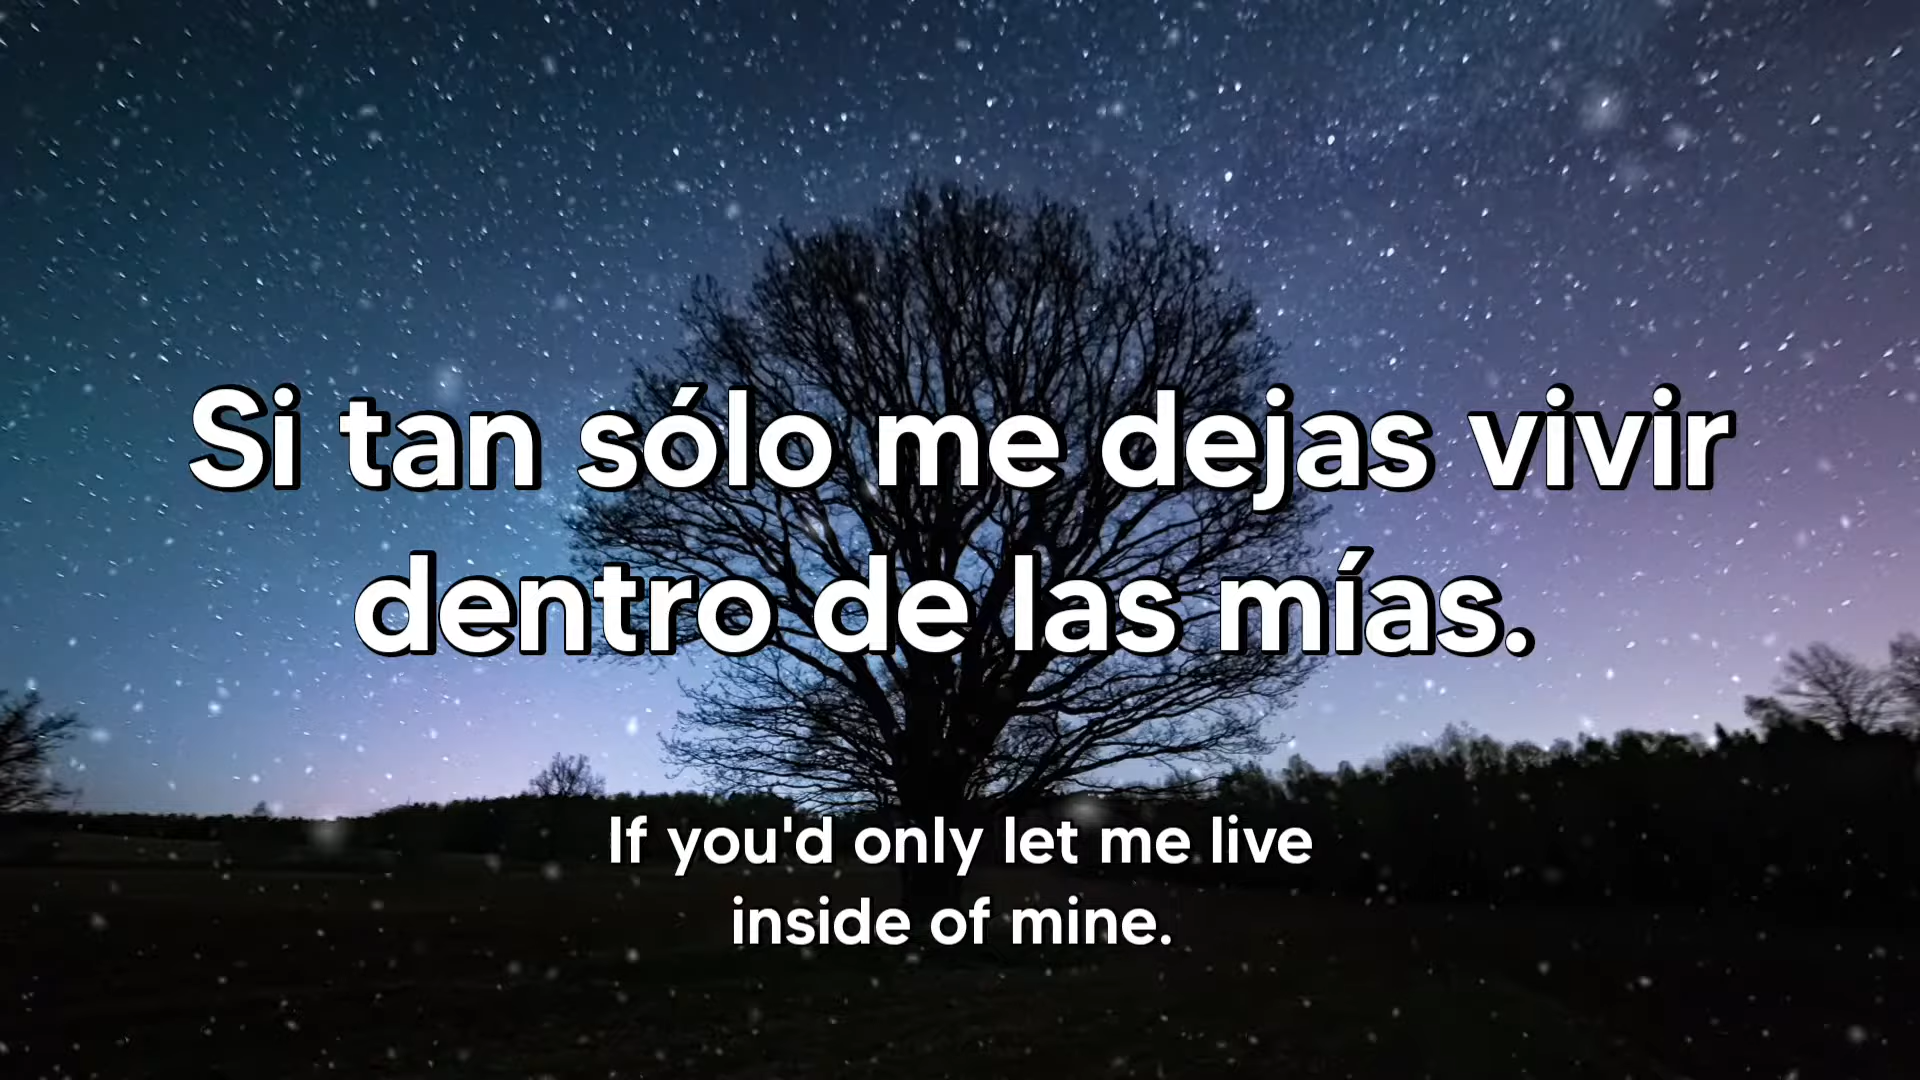 Si tan sólo me dejas vivir
dentro de las mías.
If you'd only let me live
inside of mine.